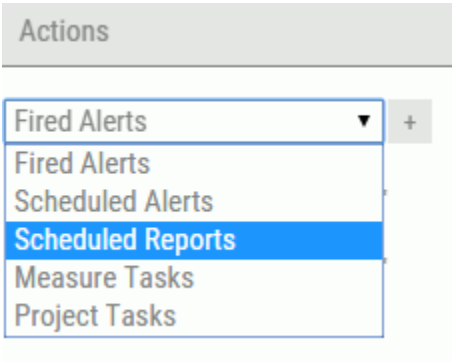 Actions
Fired Alerts ▼ +
Fired Alerts
Scheduled Alerts
Scheduled Reports
Measure Tasks
Project Tasks